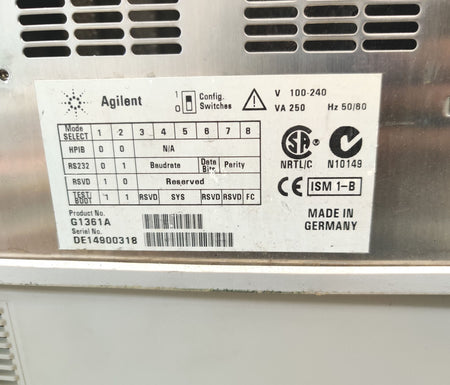 Agilent
1
0
Config.
Switches
V 100-240
VA 250 Hz 50/60
Mode
SELECT 1 2 3 4 5 6 7 8
HPIB 0 0 N/A
RS232 0 1 Baudrate Data
Bits Parity
RSVD 1 0 Reserved
TEST/
BOOT 1 1 RSVD SYS RSVD RSVD FC
Product No.
G1361A
Serial No.
DE14900318
SA
NRTL/C
N10149
CE ISM 1-B
MADE IN
GERMANY